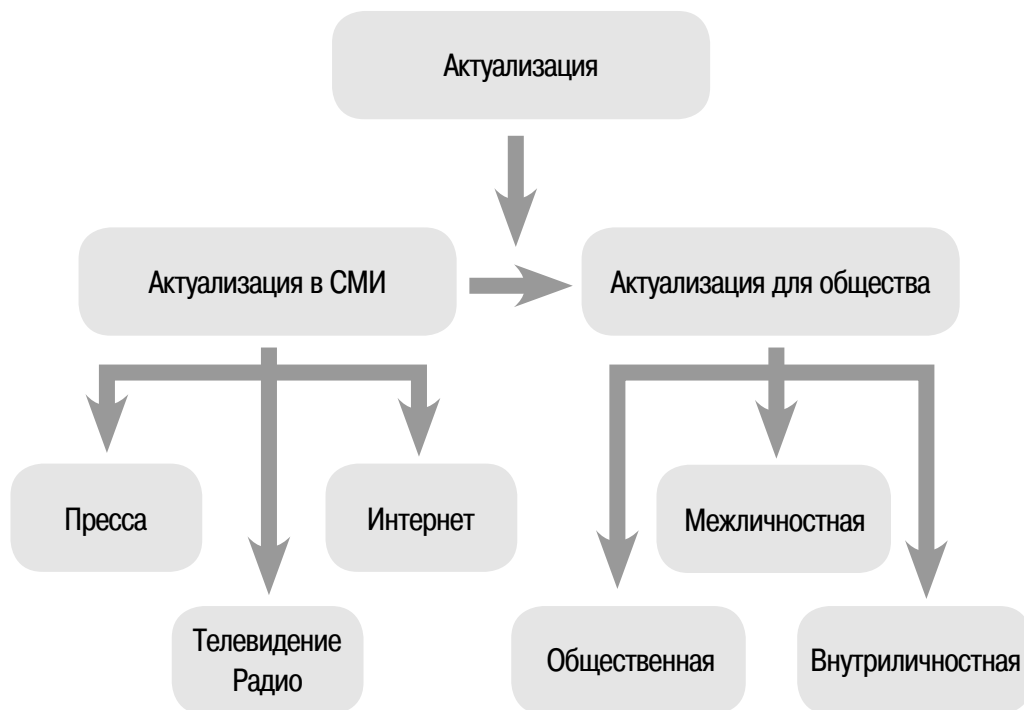 Актуализация
Актуализация в СМИ
Актуализация для общества
Пресса
Интернет
Межличностная
Телевидение
Радио
Общественная
Внутриличностная